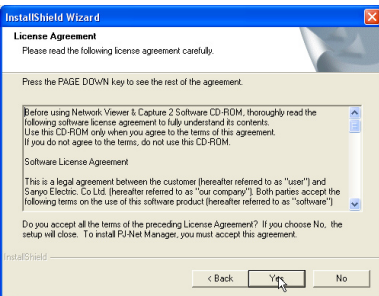 InstallShield Wizard
License Agreement
Please read the following license agreement carefully.
Press the PAGE DOWN key to see the rest of the agreement.
Before using Network Viewer & Capture 2 Software CD-ROM, thoroughly read the
following software license agreement to fully understand its contents.
Use this CD-ROM only when you agree to the terms of this agreement.
If you do not agree to the terms, do not use this CD-ROM.
Software License Agreement
This is a legal agreement between the customer (hereafter referred to as "user") and
Sanyo Electric. Co Ltd. (hereafter referred to as "our company"). Both parties accept the
following terms on the use of this software product (hereafter referred to as "software")
Do you accept all the terms of the preceding License Agreement? If you choose No, the
setup will close. To install PJ-Net Manager, you must accept this agreement.
InstallShield
< Back Yes No